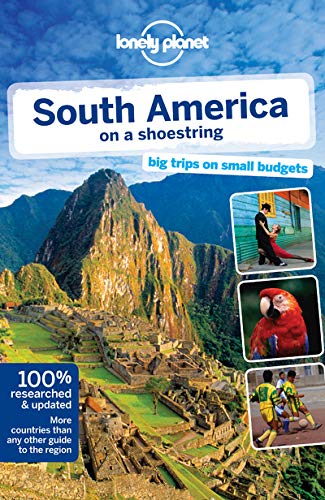 lonely planet
South America
on a shoestring
big trips on small budgets
100%
researched
& updated
More
countries than
any other guide
to the region